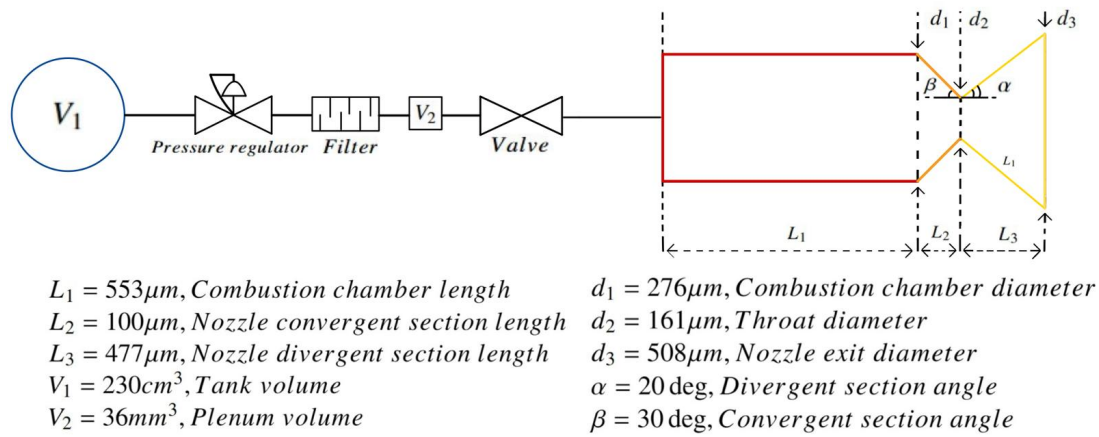 d₁ d₂ d₃
V₁
β α
V₂
Pressure regulator Filter Valve
L₁
L₁ L₂ L₃
L₁ = 553μm, Combustion chamber length
L₂ = 100μm, Nozzle convergent section length
L₃ = 477μm, Nozzle divergent section length
V₁ = 230cm³, Tank volume
V₂ = 36mm³, Plenum volume
d₁ = 276μm, Combustion chamber diameter
d₂ = 161μm, Throat diameter
d₃ = 508μm, Nozzle exit diameter
α = 20 deg, Divergent section angle
β = 30 deg, Convergent section angle